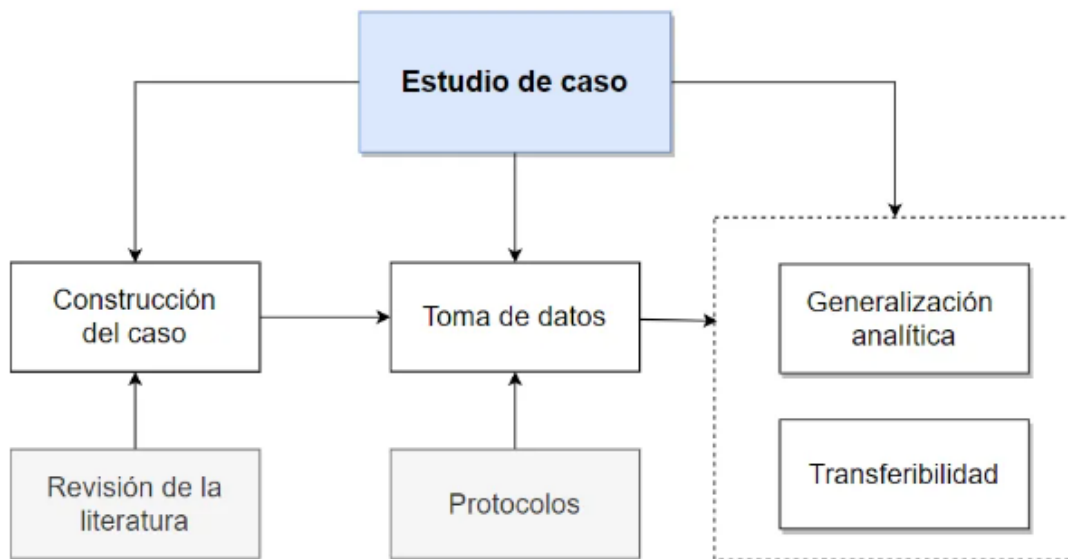 Estudio de caso
Construcción
del caso
Toma de datos
Generalización
analítica
Revisión de la
literatura
Protocolos
Transferibilidad